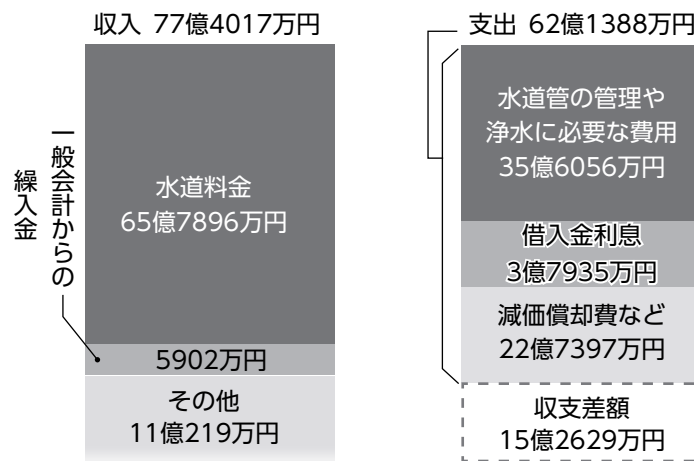 収入 77億4017万円
水道料金
65億7896万円
一般会計からの
繰入金
5902万円
その他
11億219万円
支出 62億1388万円
水道管の管理や
浄水に必要な費用
35億6056万円
借入金利息
3億7935万円
減価償却費など
22億7397万円
収支差額
15億2629万円